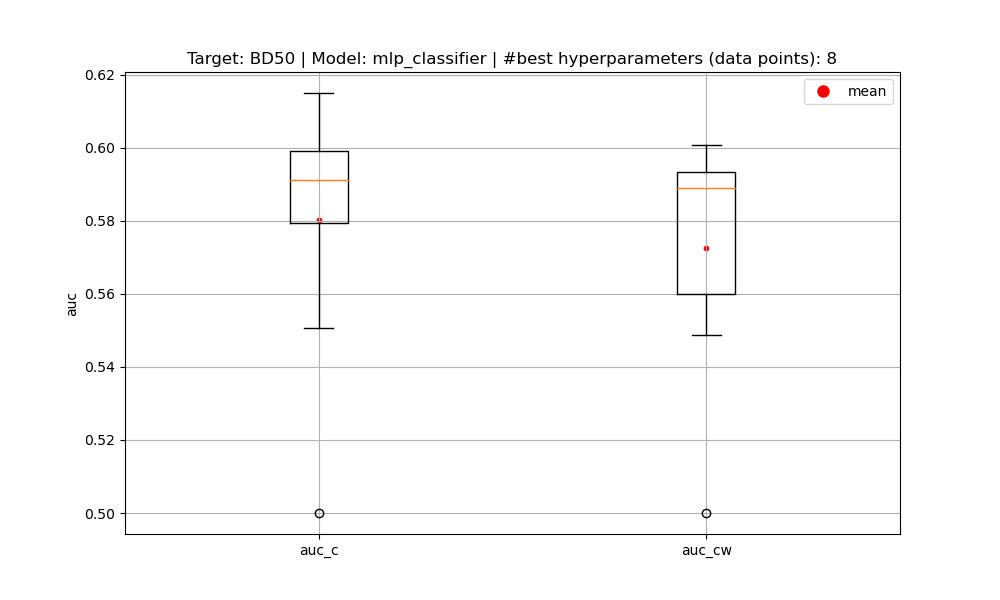 Target: BD50 | Model: mlp_classifier | #best hyperparameters (data points): 8
mean
0.62
0.60
0.58
0.56
0.54
0.52
0.50
auc
auc_c
auc_cw